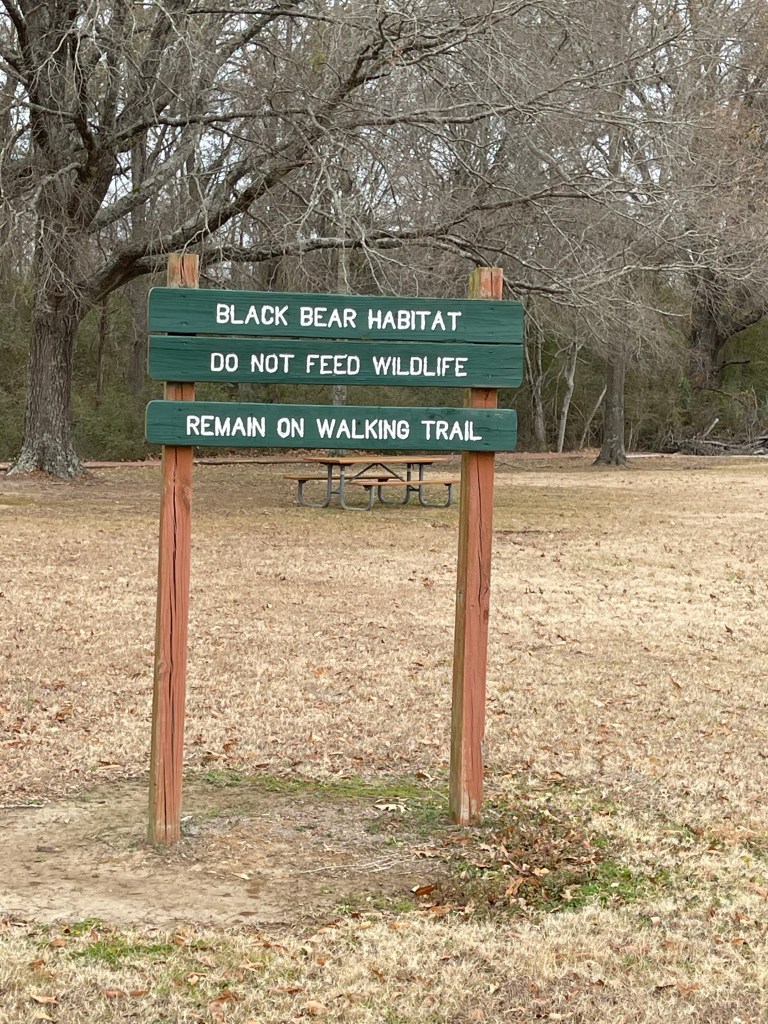 BLACK BEAR HABITAT
DO NOT FEED WILDLIFE
REMAIN ON WALKING TRAIL